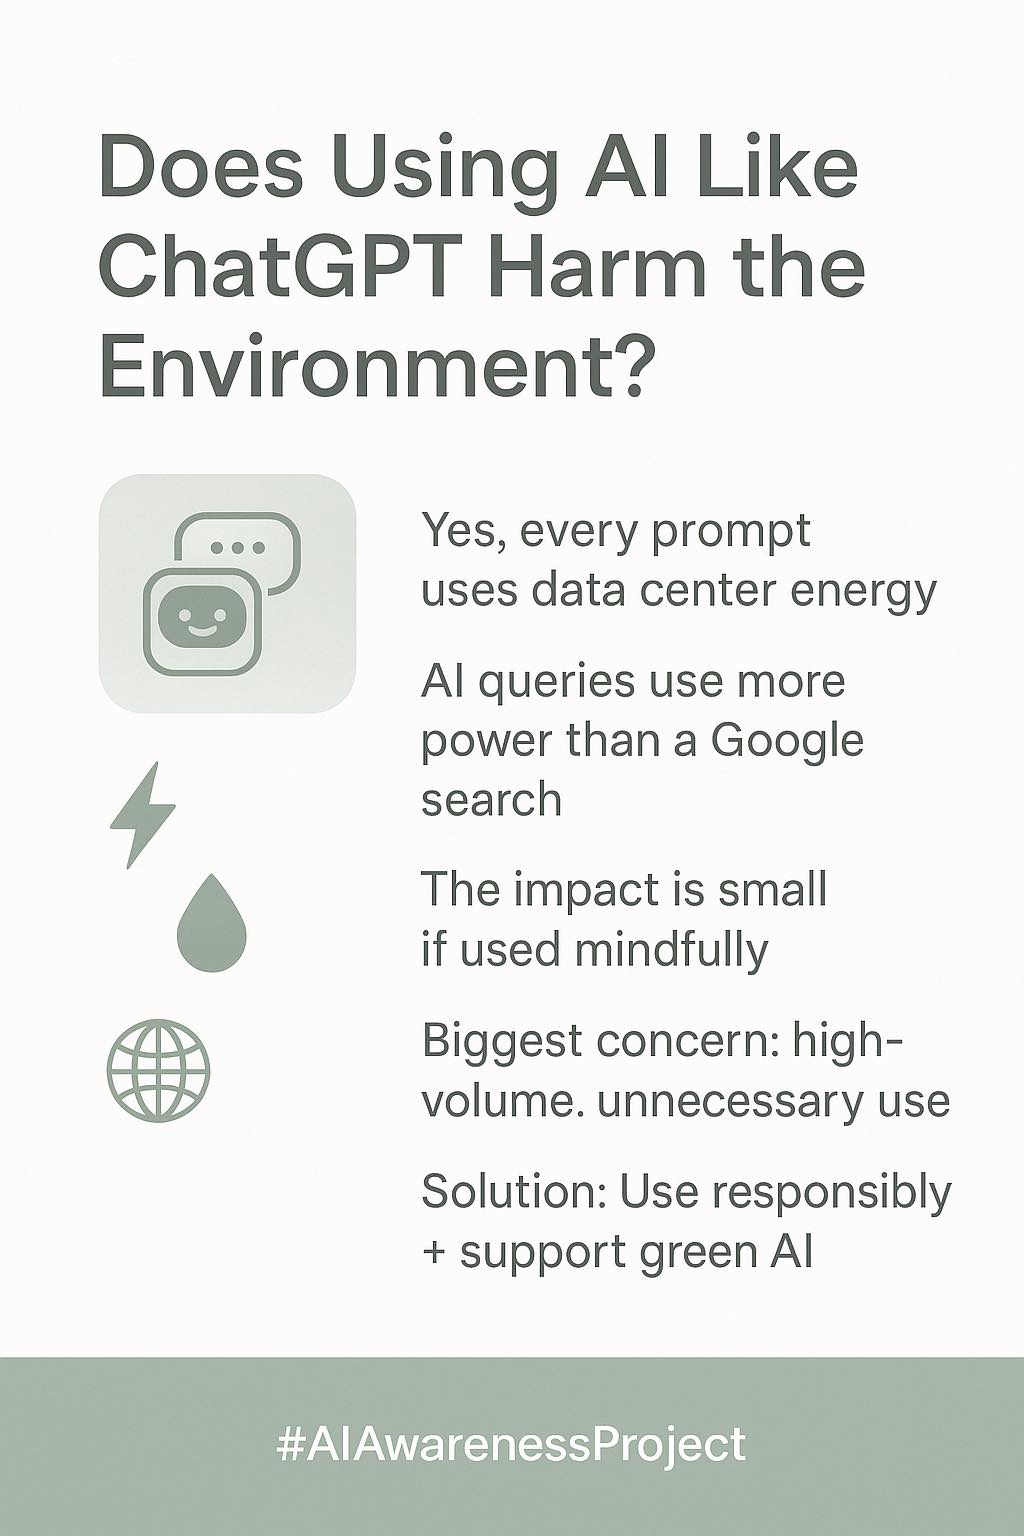 Does Using AI Like
ChatGPT Harm the
Environment?
Yes, every prompt
uses data center energy
AI queries use more
power than a Google
search
The impact is small
if used mindfully
Biggest concern: high-
volume. unnecessary use
Solution: Use responsibly
+ support green AI
#AIAwarenessProject